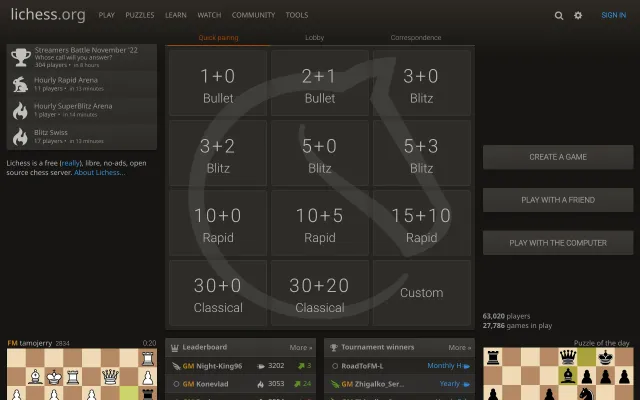 lichess.org PLAY PUZZLES LEARN WATCH COMMUNITY TOOLS SIGN IN
Streamers Battle November '22
Whose call will you answer?
304 players • in 8 hours
Hourly Rapid Arena
11 players • in 13 minutes
Hourly SuperBlitz Arena
1 player • in 14 minutes
Blitz Swiss
17 players • in 13 minutes
Lichess is a free (really), libre, no-ads, open
source chess server. About Lichess...
Quick pairing Lobby Correspondence
1+0 2+1 3+0
Bullet Bullet Blitz
3+2 5+0 5+3
Blitz Blitz Blitz
10+0 10+5 15+10
Rapid Rapid Rapid
30+0 30+20 Custom
Classical Classical
CREATE A GAME
PLAY WITH A FRIEND
PLAY WITH THE COMPUTER
63,020 players
27,786 games in play
FM tamojerry 2834 0:20
Leaderboard More »
GM Night-King96 3202 3
GM Konevlad 3053 24
Tournament winners More »
RoadToFM-L Monthly H
GM Zhigalko_Ser... Yearly
Puzzle of the day